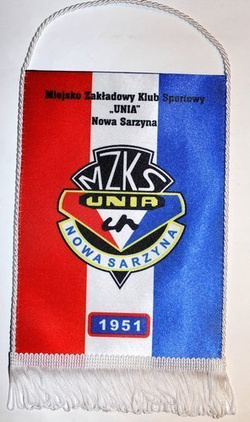 Miejsko Zakładowy Klub Sportowy
„UNIA"
Nowa Sarzyna
MZKS
UNIA
NOWA SARZYNA
1951